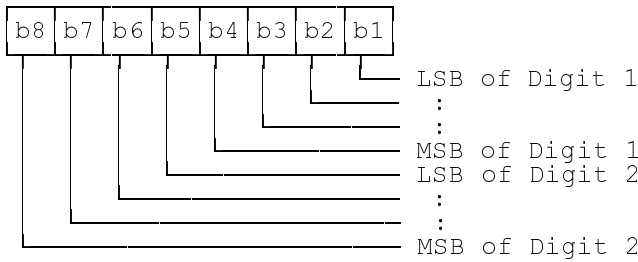 b8 b7 b6 b5 b4 b3 b2 b1
LSB of Digit 1
:
:
MSB of Digit 1
LSB of Digit 2
:
:
MSB of Digit 2